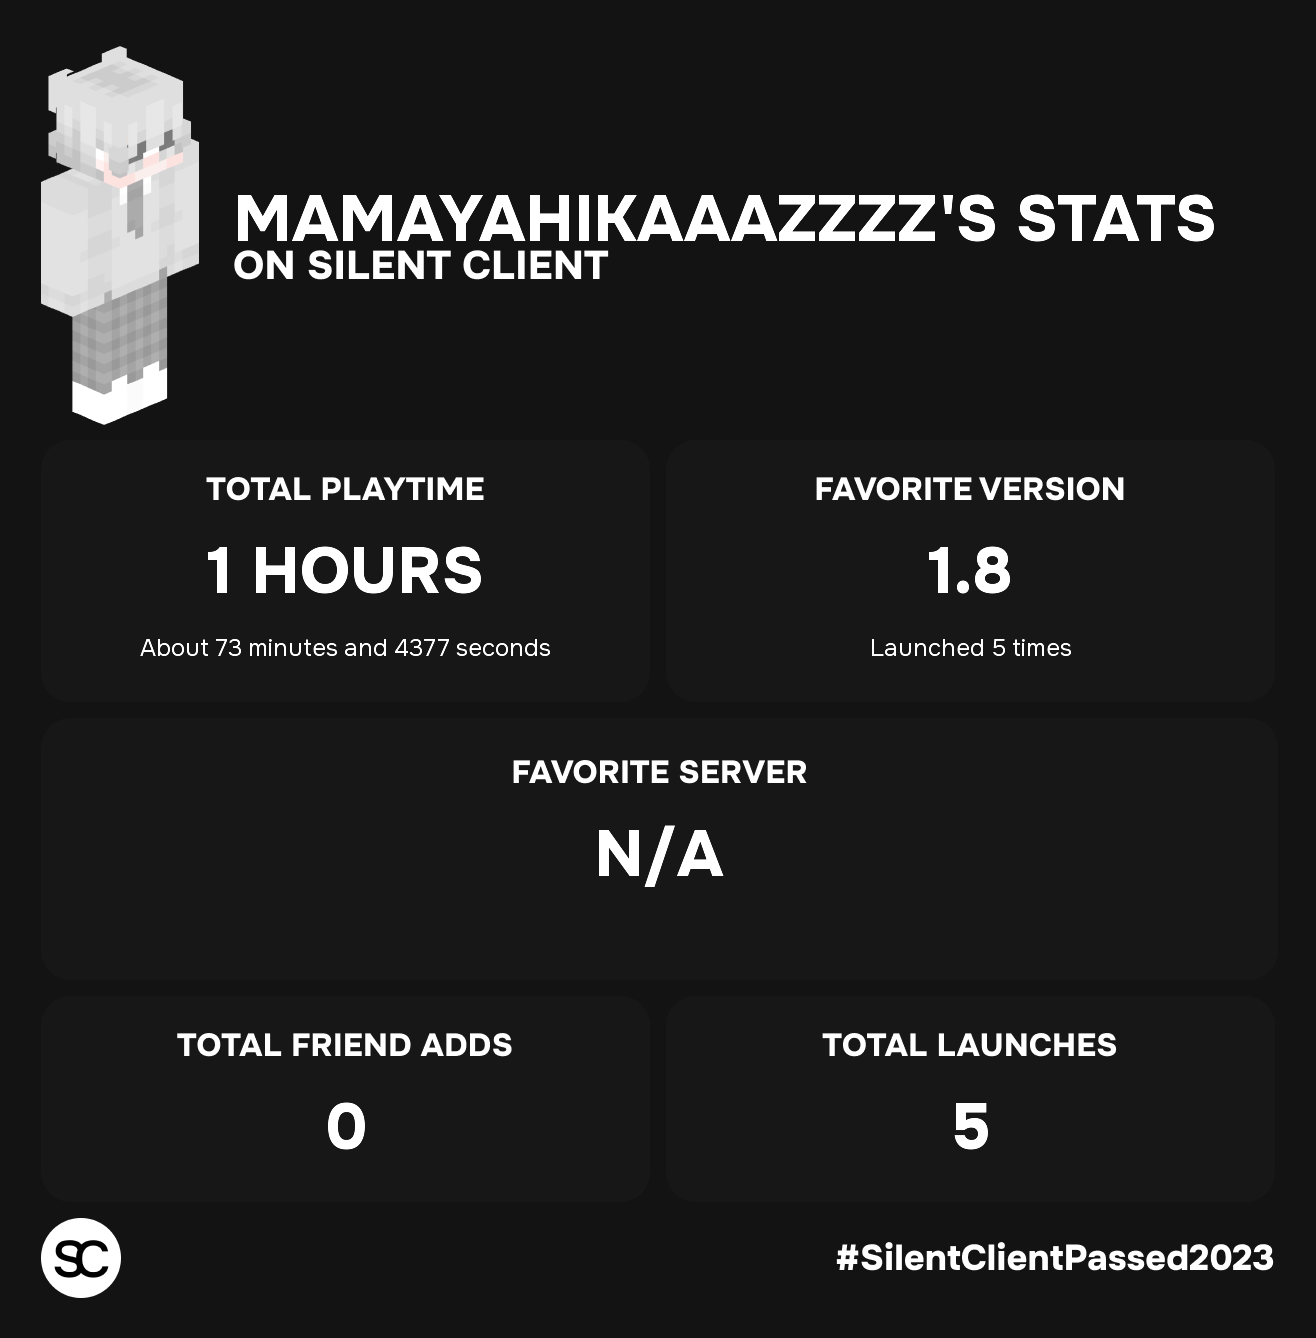 MAMAYAHIKAAAZZZZ'S STATS
ON SILENT CLIENT
TOTAL PLAYTIME
1 HOURS
About 73 minutes and 4377 seconds
FAVORITE VERSION
1.8
Launched 5 times
FAVORITE SERVER
N/A
TOTAL FRIEND ADDS
0
TOTAL LAUNCHES
5
SC
#SilentClientPassed2023